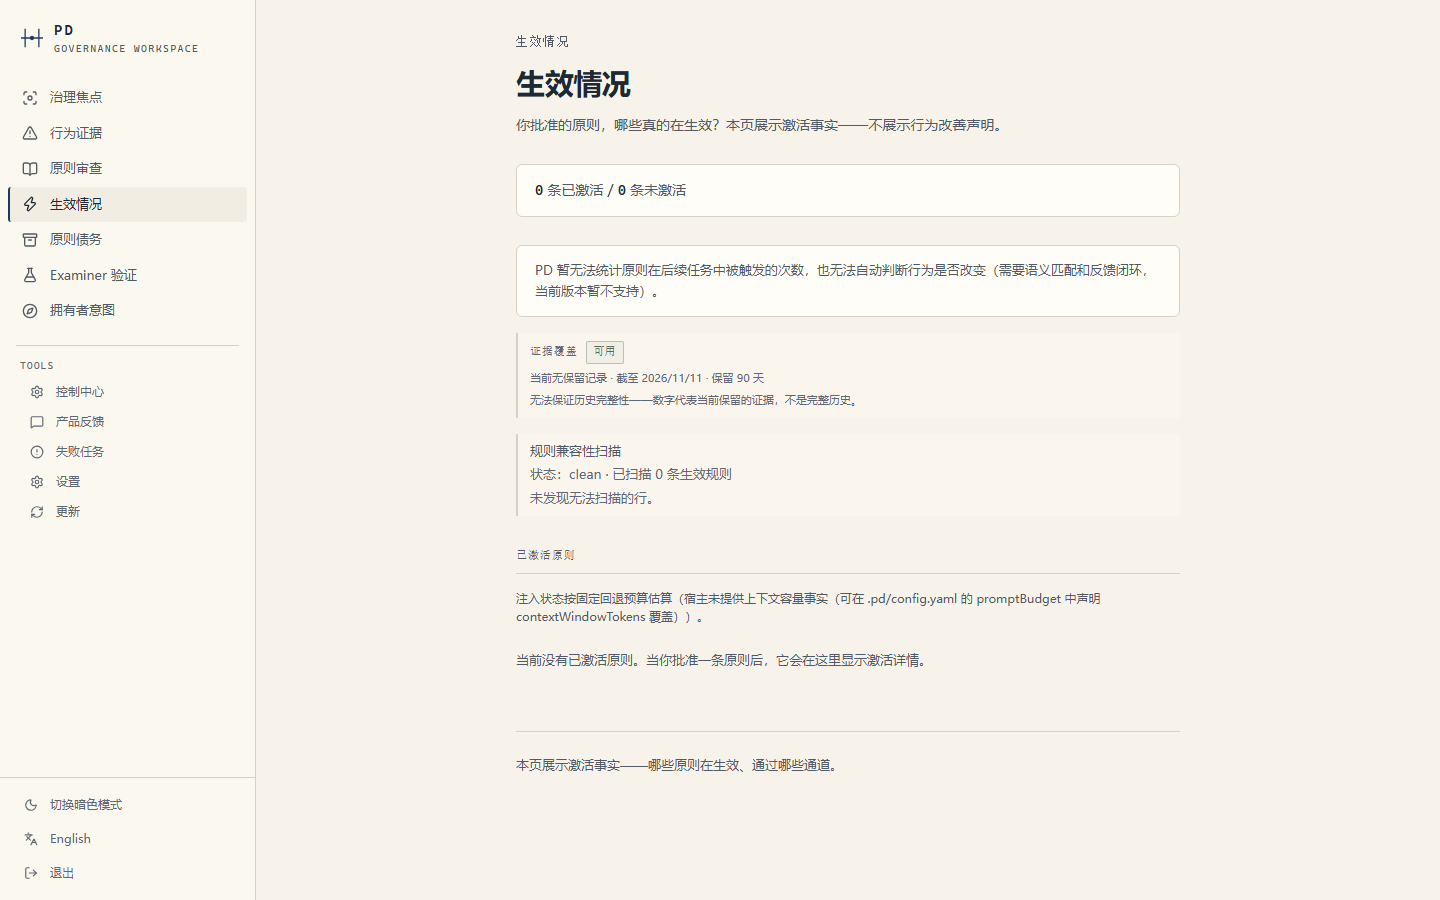 PD
GOVERNANCE WORKSPACE
治理焦点
行为证据
原则审查
生效情况
原则债务
Examiner 验证
拥有者意图
TOOLS
控制中心
产品反馈
失败任务
设置
更新
切换暗色模式
English
退出
生效情况
生效情况
你批准的原则，哪些真的在生效？本页展示激活事实——不展示行为改善声明。
0 条已激活 / 0 条未激活
PD 暂无法统计原则在后续任务中被触发的次数，也无法自动判断行为是否改变（需要语义匹配和反馈闭环，
当前版本暂不支持）。
证据覆盖 可用
当前无保留记录 · 截至 2026/11/11 · 保留 90 天
无法保证历史完整性——数字代表当前保留的证据，不是完整历史。
规则兼容性扫描
状态：clean · 已扫描 0 条生效规则
未发现无法扫描的行。
已激活原则
注入状态按固定回退预算估算（宿主未提供上下文容量事实（可在 .pd/config.yaml 的 promptBudget 中声明
contextWindowTokens 覆盖））。
当前没有已激活原则。当你批准一条原则后，它会在这里显示激活详情。
本页展示激活事实——哪些原则在生效、通过哪些通道。